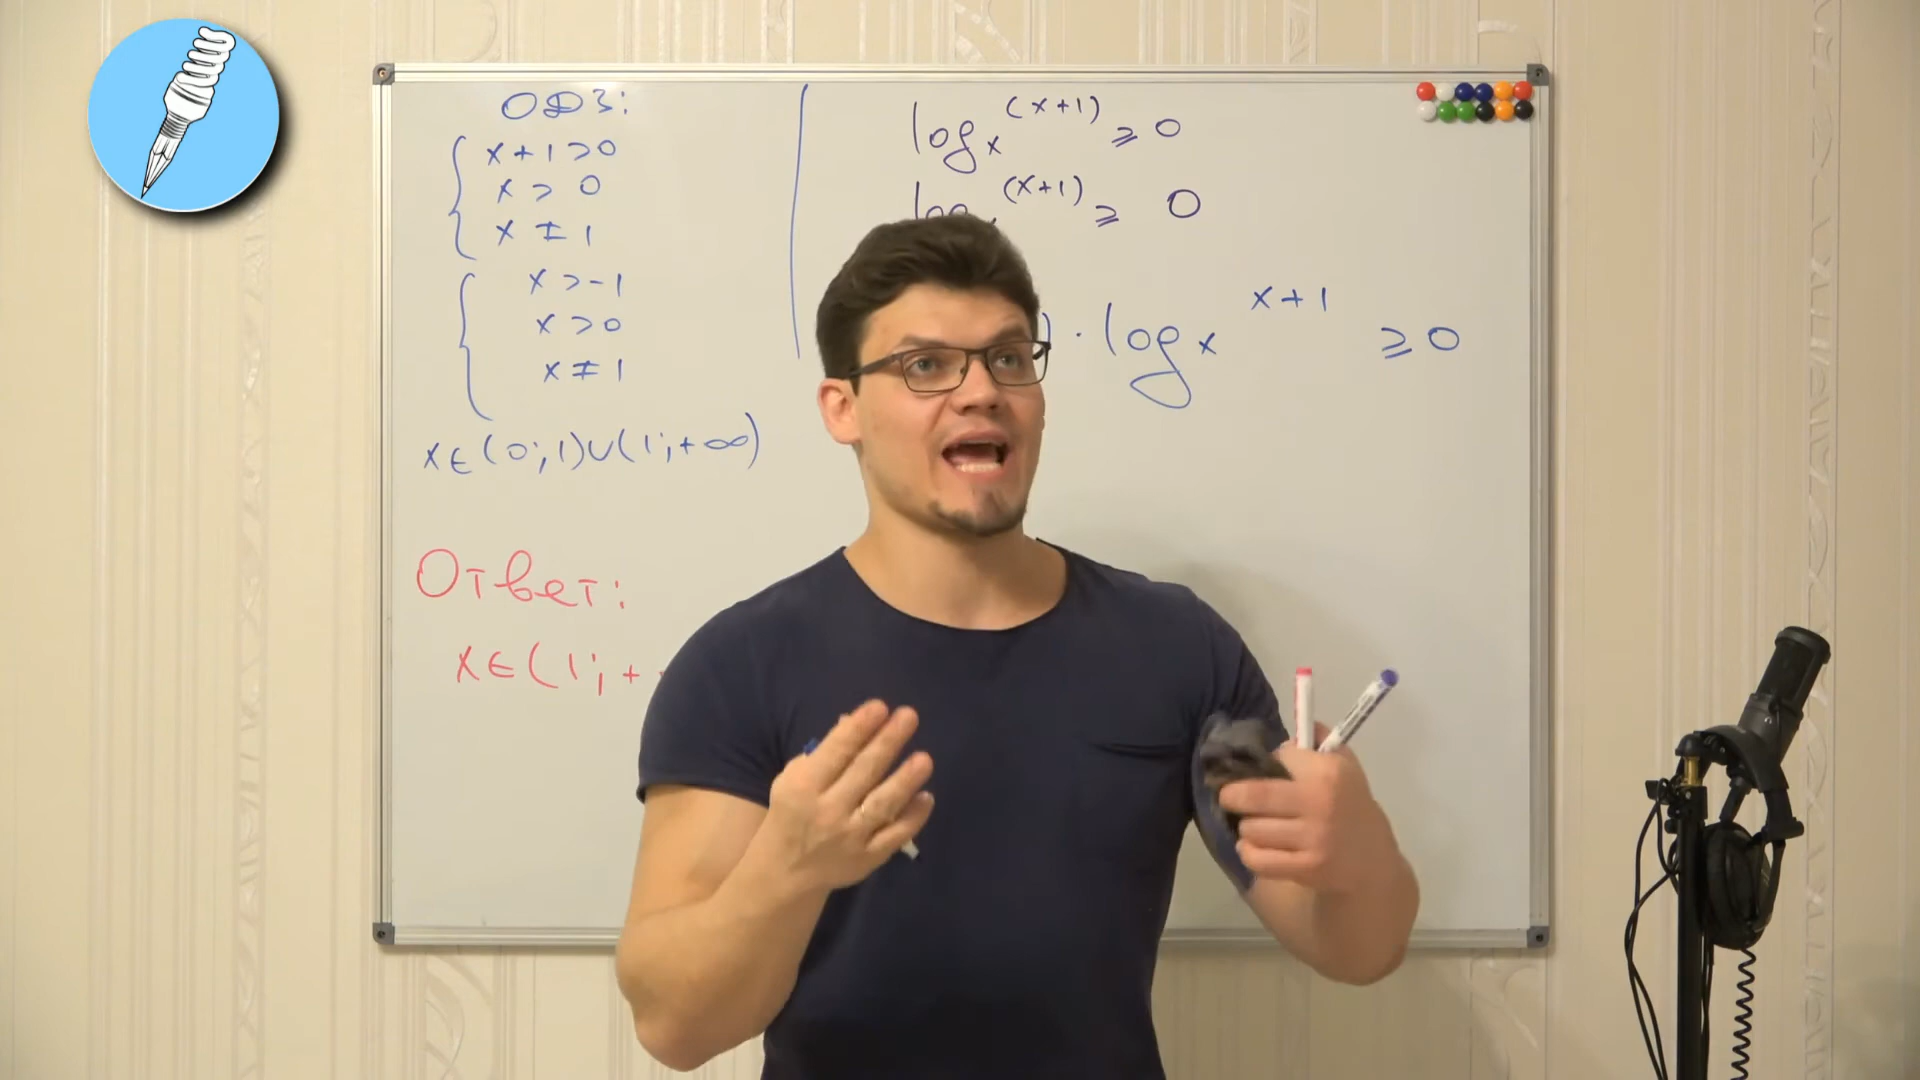 ОДЗ:
x + 1 > 0
x > 0
x ≠ 1
x > -1
x > 0
x ≠ 1
x ∈ (0; 1) ∪ (1; + ∞)
Ответ:
x ∈ (1; +
log x (x+1) ≥ 0
log x (x+1) ≥ 0
) · log x x + 1 ≥ 0